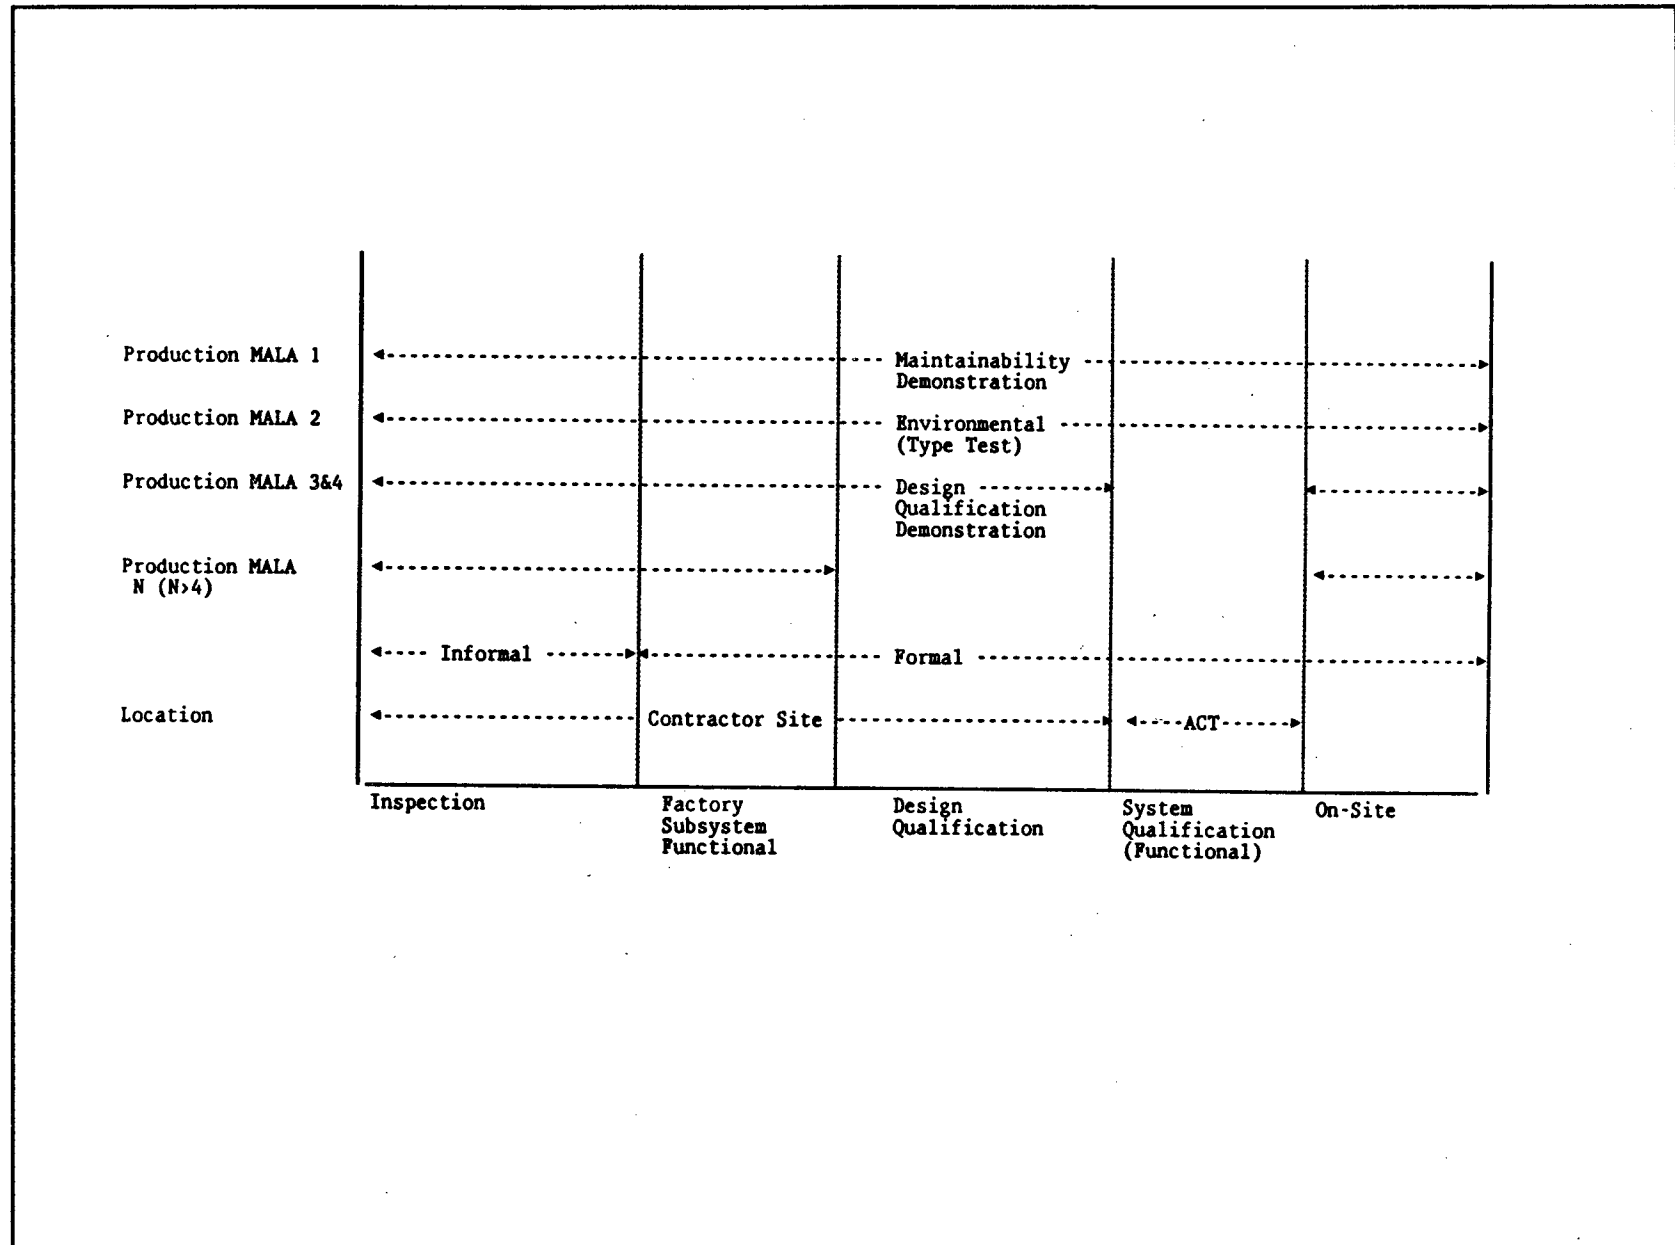 Production MALA 1
Maintainability
Demonstration
Production MALA 2
Environmental
(Type Test)
Production MALA 3&4
Design
Qualification
Demonstration
Production MALA
N (N>4)
Informal
Formal
Location
Contractor Site
ACT
Inspection
Factory
Subsystem
Functional
Design
Qualification
System
Qualification
(Functional)
On-Site